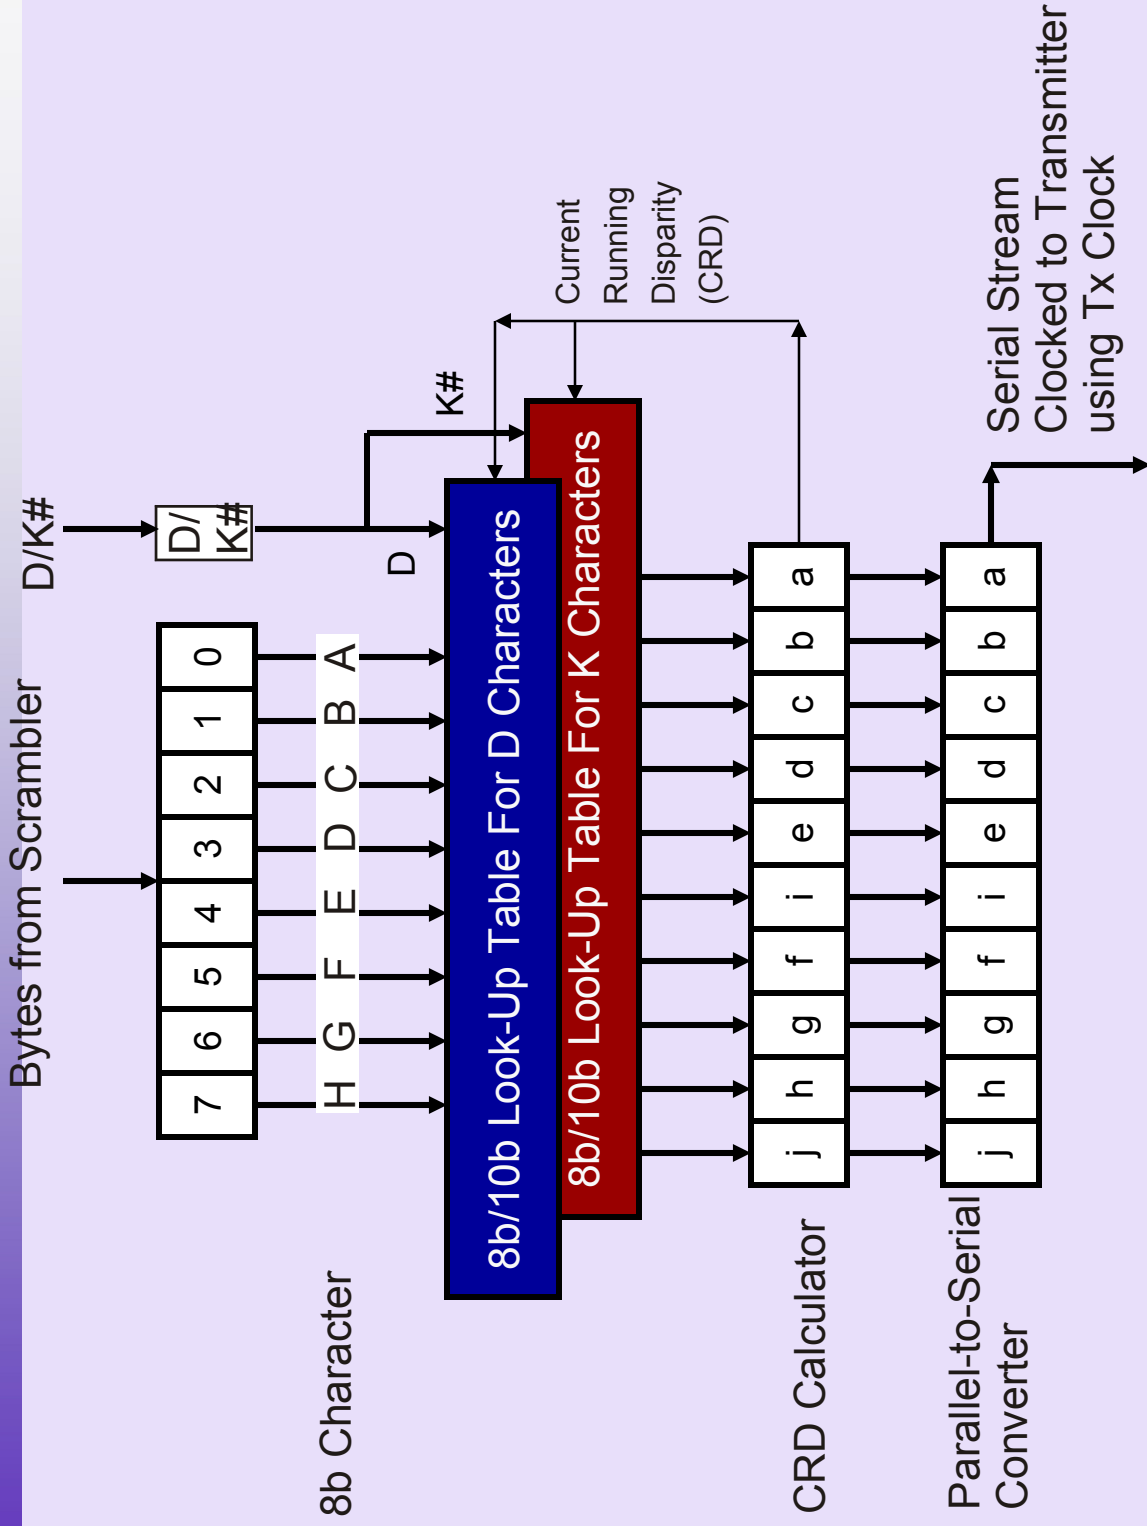 Bytes from Scrambler
D/K#
7 6 5 4 3 2 1 0
D/
K#
8b Character
H G F E D C B A
D
K#
8b/10b Look-Up Table For D Characters
8b/10b Look-Up Table For K Characters
Current
Running
Disparity
(CRD)
CRD Calculator
j h g f i e d c b a
Parallel-to-Serial
Converter
j h g f i e d c b a
Serial Stream
Clocked to Transmitter
using Tx Clock